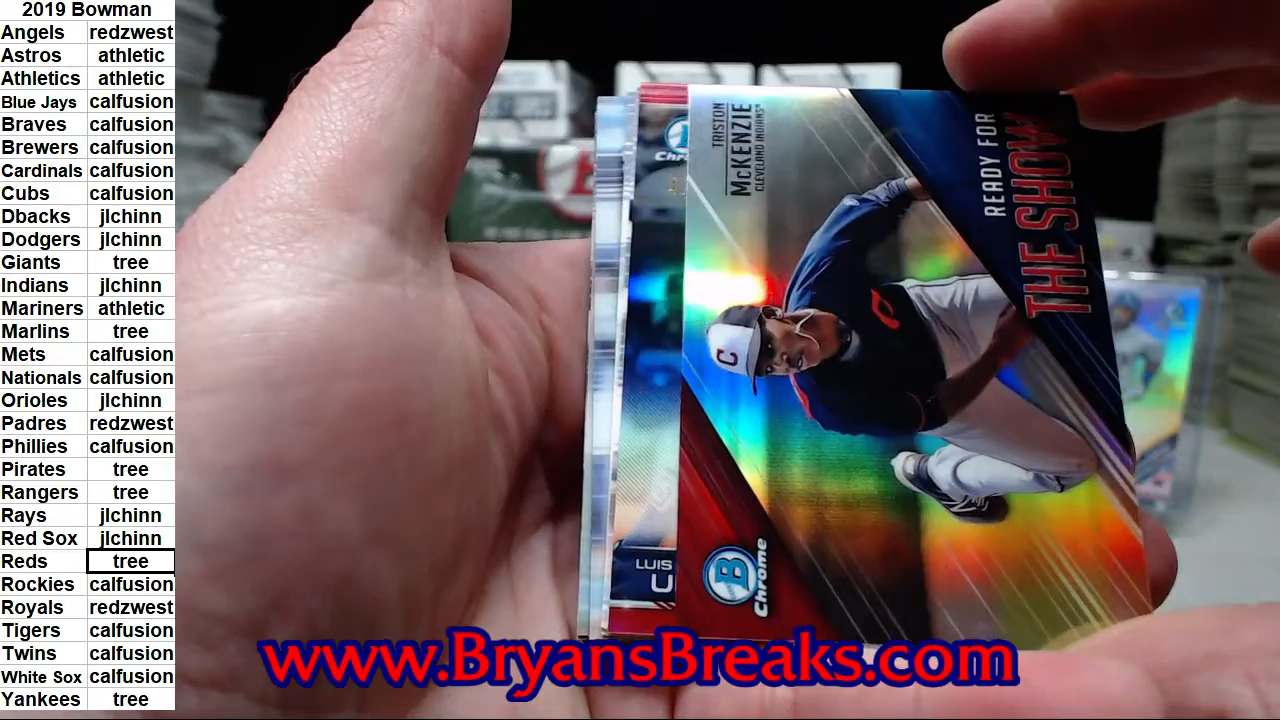 2019 Bowman
Angels redzwest
Astros athletic
Athletics athletic
Blue Jays calfusion
Braves calfusion
Brewers calfusion
Cardinals calfusion
Cubs calfusion
Dbacks jlchinn
Dodgers jlchinn
Giants tree
Indians jlchinn
Mariners athletic
Marlins tree
Mets calfusion
Nationals calfusion
Orioles jlchinn
Padres redzwest
Phillies calfusion
Pirates tree
Rangers tree
Rays jlchinn
Red Sox jlchinn
Reds tree
Rockies calfusion
Royals redzwest
Tigers calfusion
Twins calfusion
White Sox calfusion
Yankees tree
TRISTON
McKENZIE
CLEVELAND INDIANS
READY FOR
THE SHOW
C
B
Chrome
LUIS
www.BryansBreaks.com